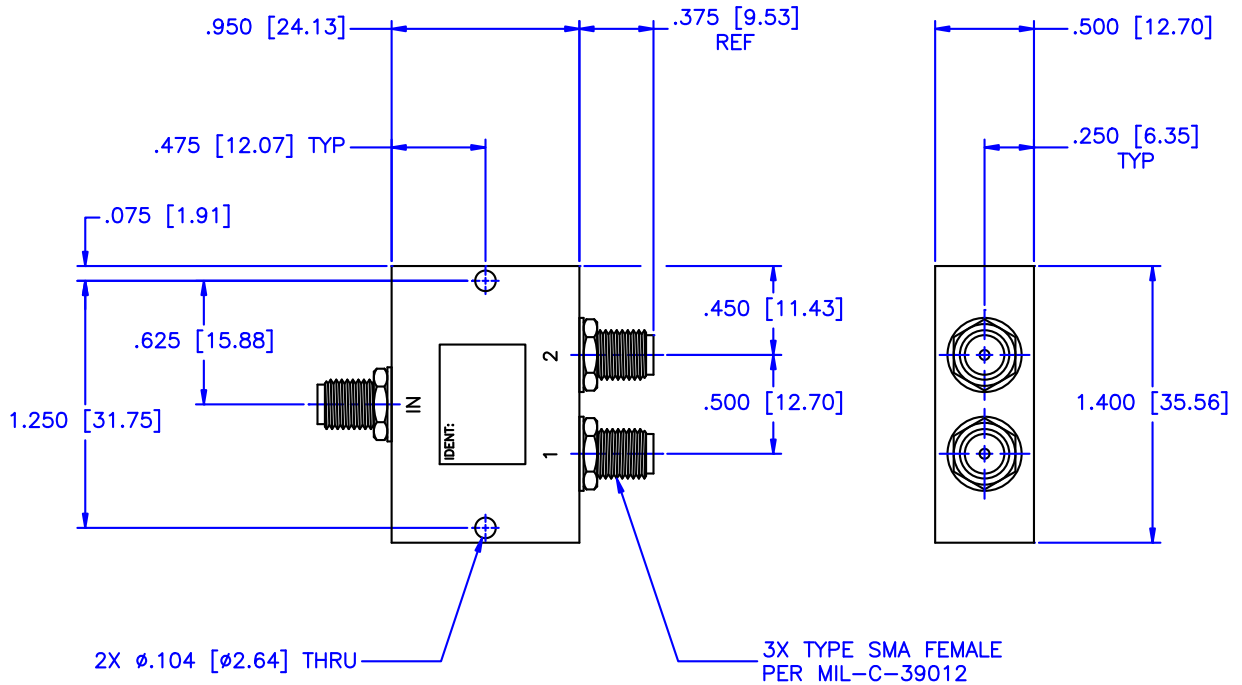 .950 [24.13]
.375 [9.53]
REF
.500 [12.70]
.475 [12.07] TYP
.250 [6.35]
TYP
.075 [1.91]
.450 [11.43]
.625 [15.88]
2
IN
.500 [12.70]
1.400 [35.56]
1.250 [31.75]
IDENT:
1
2X ø.104 [ø2.64] THRU
3X TYPE SMA FEMALE
PER MIL-C-39012